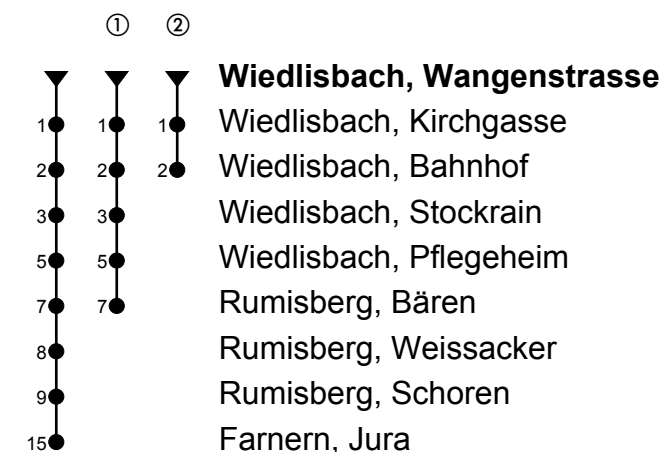 ① ②
Wiedlisbach, Wangenstrasse
1 1 1 Wiedlisbach, Kirchgasse
2 2 2 Wiedlisbach, Bahnhof
3 3 Wiedlisbach, Stockrain
5 5 Wiedlisbach, Pflegeheim
7 7 Rumisberg, Bären
8 Rumisberg, Weissacker
9 Rumisberg, Schoren
15 Farnern, Jura